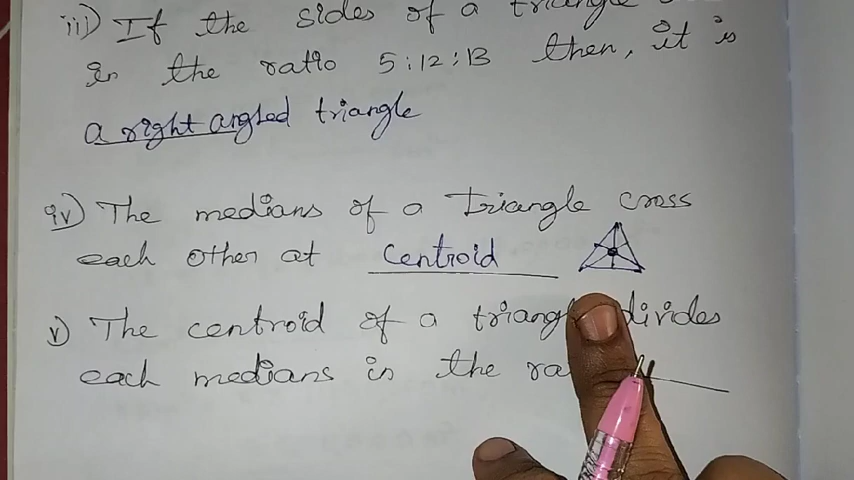 iii) If the sides of a triangle
in the ratio 5:12:13 then, it is
a right angled triangle
iv) The medians of a triangle cross
each other at centroid
v) The centroid of a triang divides
each medians in the ra